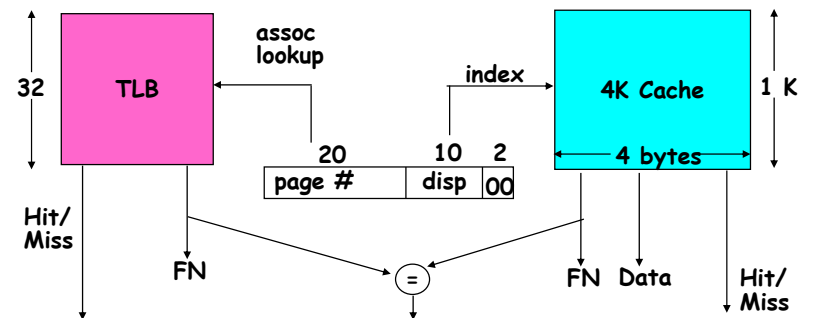 assoc
lookup
index
32
TLB
4K Cache
1 K
20 10 2
4 bytes
page # disp 00
Hit/
Miss
FN
=
FN Data
Hit/
Miss